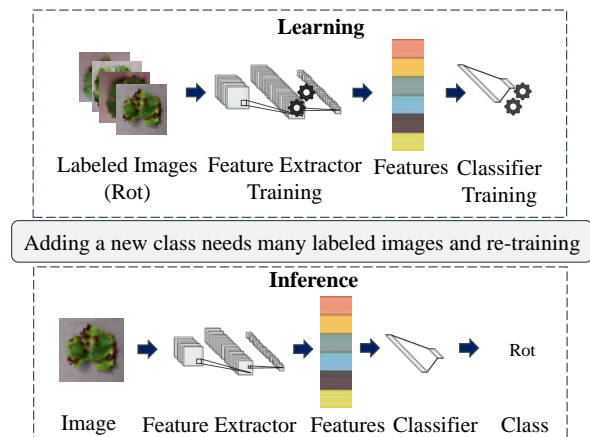 Learning
Labeled Images Feature Extractor Features Classifier
(Rot) Training Training
Adding a new class needs many labeled images and re-training
Inference
Rot
Image Feature Extractor Features Classifier Class